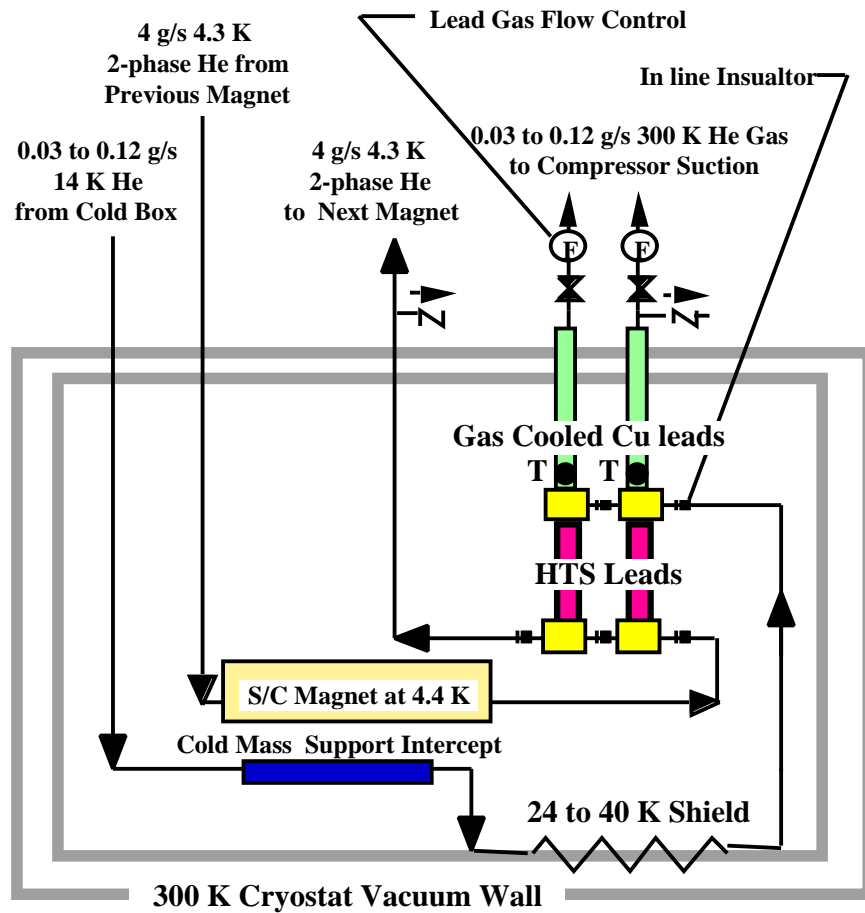 Lead Gas Flow Control
4 g/s 4.3 K
2-phase He from
Previous Magnet
In line Insualtor
0.03 to 0.12 g/s
14 K He
from Cold Box
4 g/s 4.3 K
2-phase He
to Next Magnet
0.03 to 0.12 g/s 300 K He Gas
to Compressor Suction
F
F
Z
Z
Gas Cooled Cu leads
T
T
HTS Leads
S/C Magnet at 4.4 K
Cold Mass Support Intercept
24 to 40 K Shield
300 K Cryostat Vacuum Wall